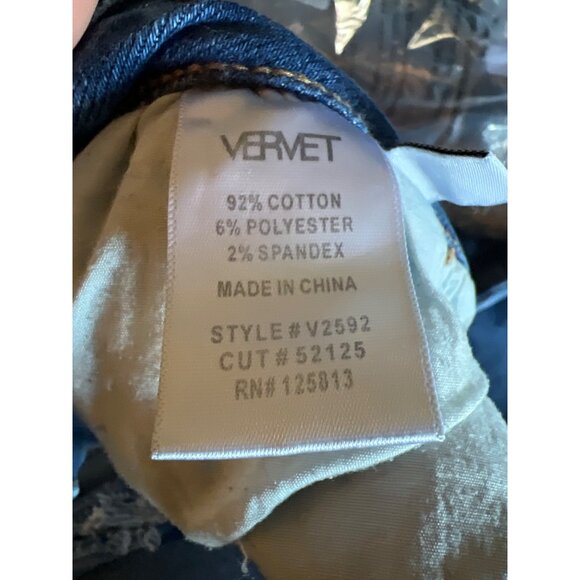 VERVET
92% COTTON
6% POLYESTER
2% SPANDEX
MADE IN CHINA
STYLE # V2592
CUT # 52125
RN# 125813